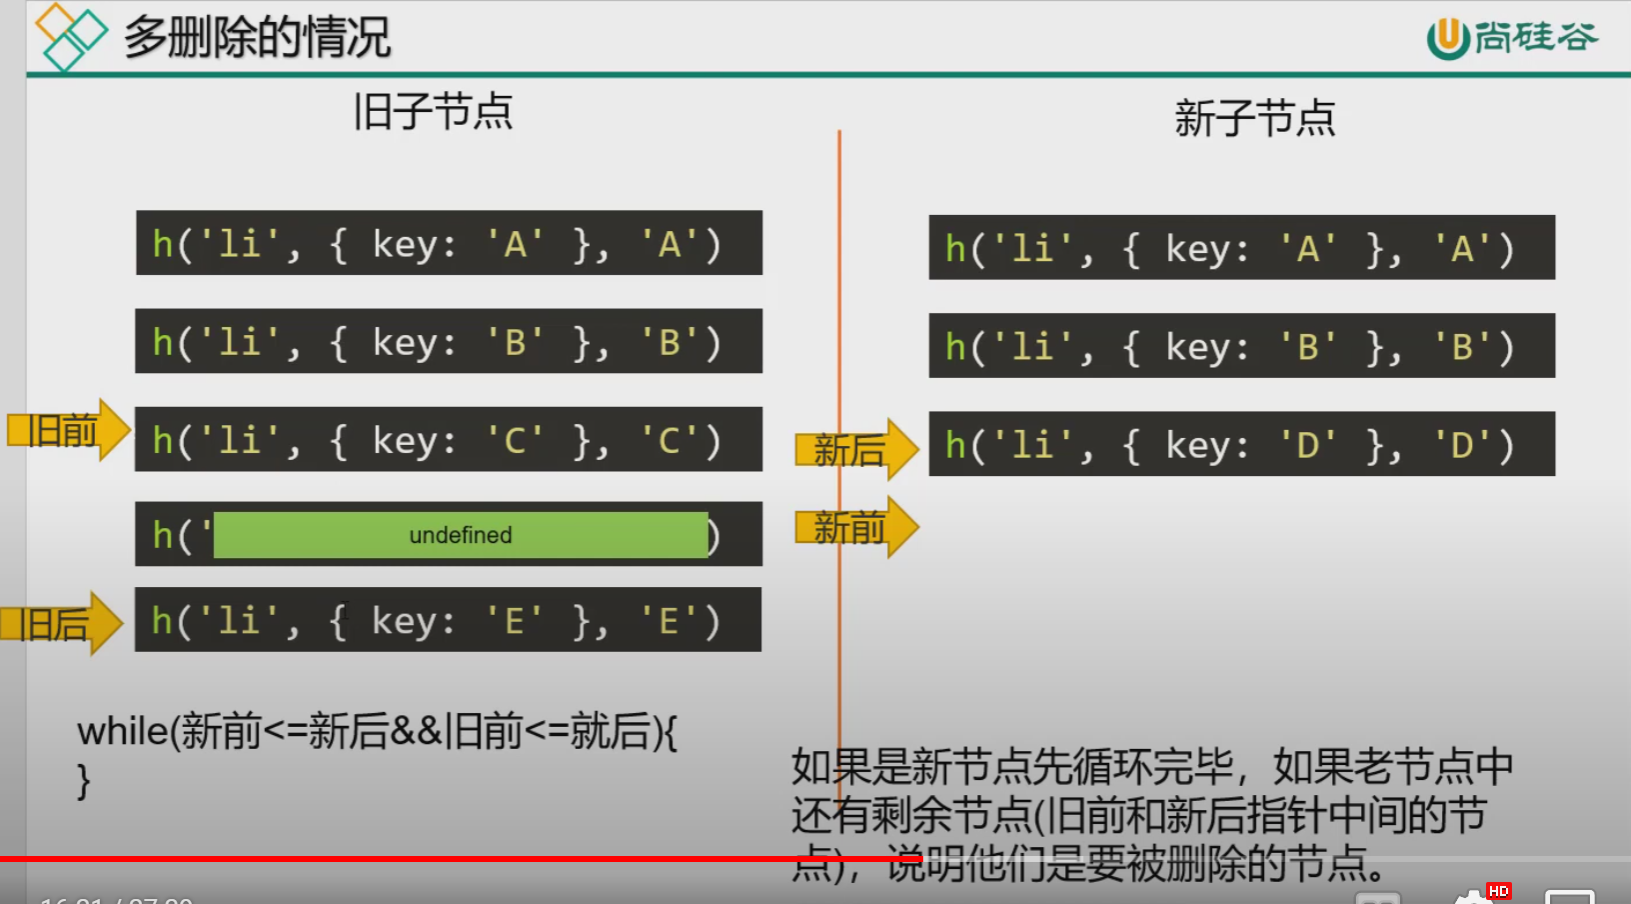 多删除的情况
尚硅谷
旧子节点
新子节点
h('li', { key: 'A' }, 'A')
h('li', { key: 'B' }, 'B')
旧前
h('li', { key: 'C' }, 'C')
h('
undefined
)
旧后
h('li', { key: 'E' }, 'E')
h('li', { key: 'A' }, 'A')
h('li', { key: 'B' }, 'B')
新后
h('li', { key: 'D' }, 'D')
新前
while(新前<=新后&&旧前<=就后){
}
如果是新节点先循环完毕，如果老节点中
还有剩余节点(旧前和新后指针中间的节
点)，说明他们是要被删除的节点。
HD